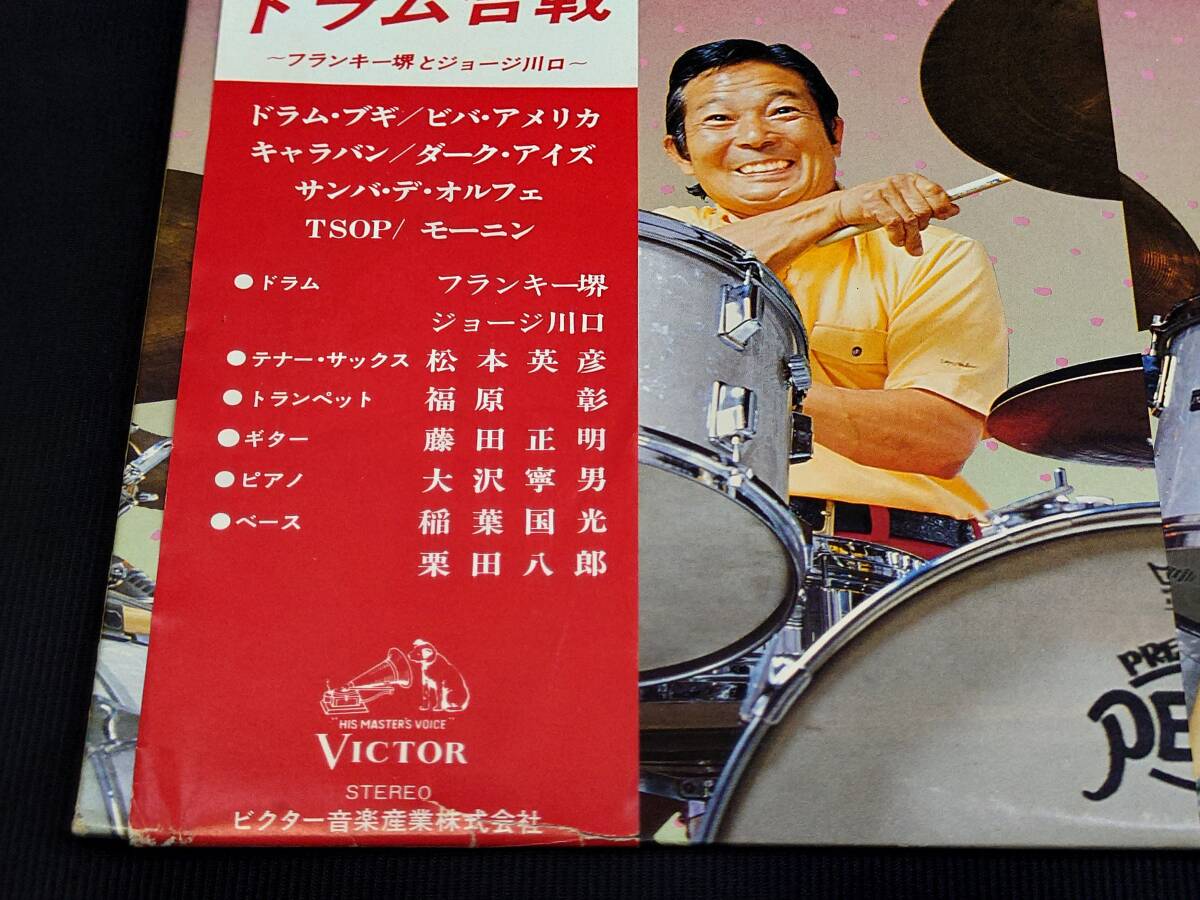 ドラム合戦
～フランキー堺とジョージ川口～
ドラム・ブギ／ビバ・アメリカ
キャラバン／ダーク・アイズ
サンバ・デ・オルフェ
TSOP/ モーニン
●ドラム フランキー堺
ジョージ川口
●テナー・サックス 松本英彦
●トランペット 福原 彰
●ギター 藤田正明
●ピアノ 大沢寧男
●ベース 稲葉国光
栗田八郎
"HIS MASTER'S VOICE"
VICTOR
STEREO
ビクター音楽産業株式会社
PRE
PE